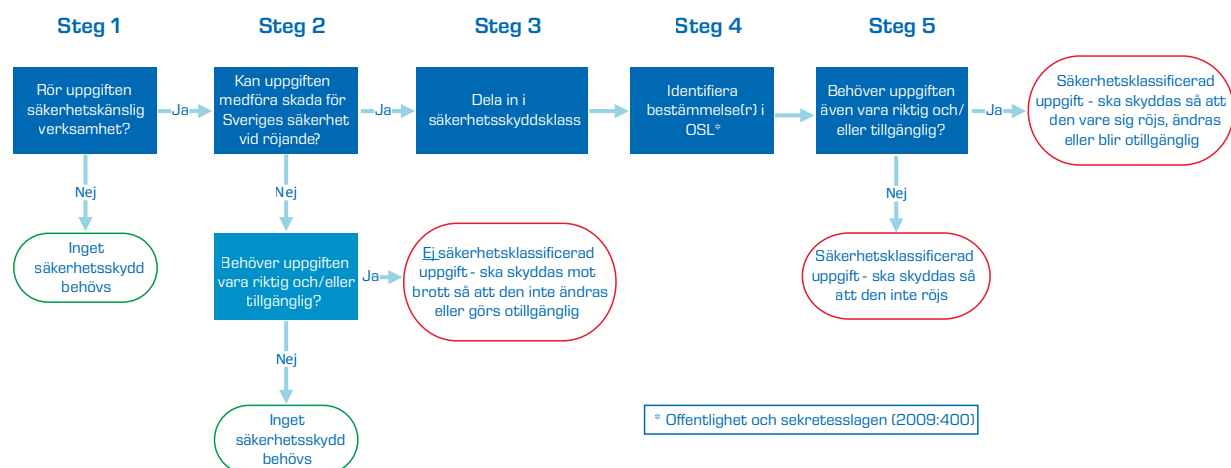 Steg 1
Steg 2
Steg 3
Steg 4
Steg 5
Rör uppgiften
säkerhetskänslig
verksamhet?
Ja
Kan uppgiften
medföra skada för
Sveriges säkerhet
vid röjande?
Ja
Dela in i
säkerhetsskyddsklass
Identifiera
bestämmelse(r) i
OSL*
Behöver uppgiften
även vara riktig och/
eller tillgänglig?
Ja
Säkerhetsklassificerad
uppgift - ska skyddas så att
den vare sig röjs, ändras
eller blir otillgänglig
Nej
Nej
Nej
Inget
säkerhetsskydd
behövs
Behöver uppgiften
vara riktig och/eller
tillgänglig?
Ja
Ej säkerhetsklassificerad
uppgift - ska skyddas mot
brott så att den inte ändras
eller görs otillgänglig
Säkerhetsklassificerad
uppgift - ska skyddas så
att den inte röjs
Nej
Inget
säkerhetsskydd
behövs
* Offentlighet och sekretesslagen (2009:400)